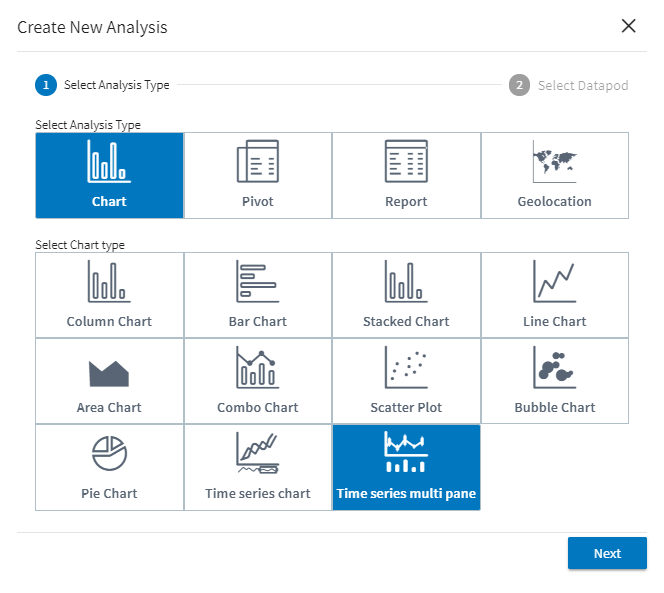 Create New Analysis
1 Select Analysis Type 2 Select Datapod
Select Analysis Type
Chart Pivot Report Geolocation
Select Chart type
Column Chart Bar Chart Stacked Chart Line Chart
Area Chart Combo Chart Scatter Plot Bubble Chart
Pie Chart Time series chart Time series multi pane
Next